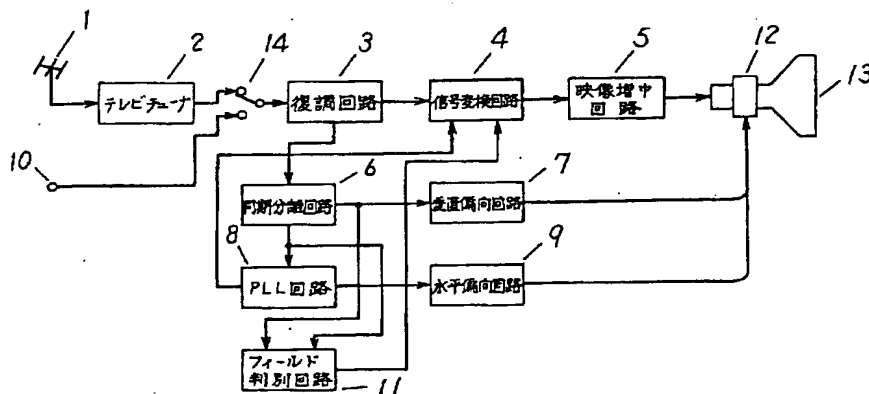 1
2
14
3
4
5
12
13
テレビチューナ
復調回路
信号変換回路
映像増巾
回路
10
6
7
同期分離回路
垂直偏向回路
8
9
PLL回路
水平偏向回路
フィールド
判別回路
11